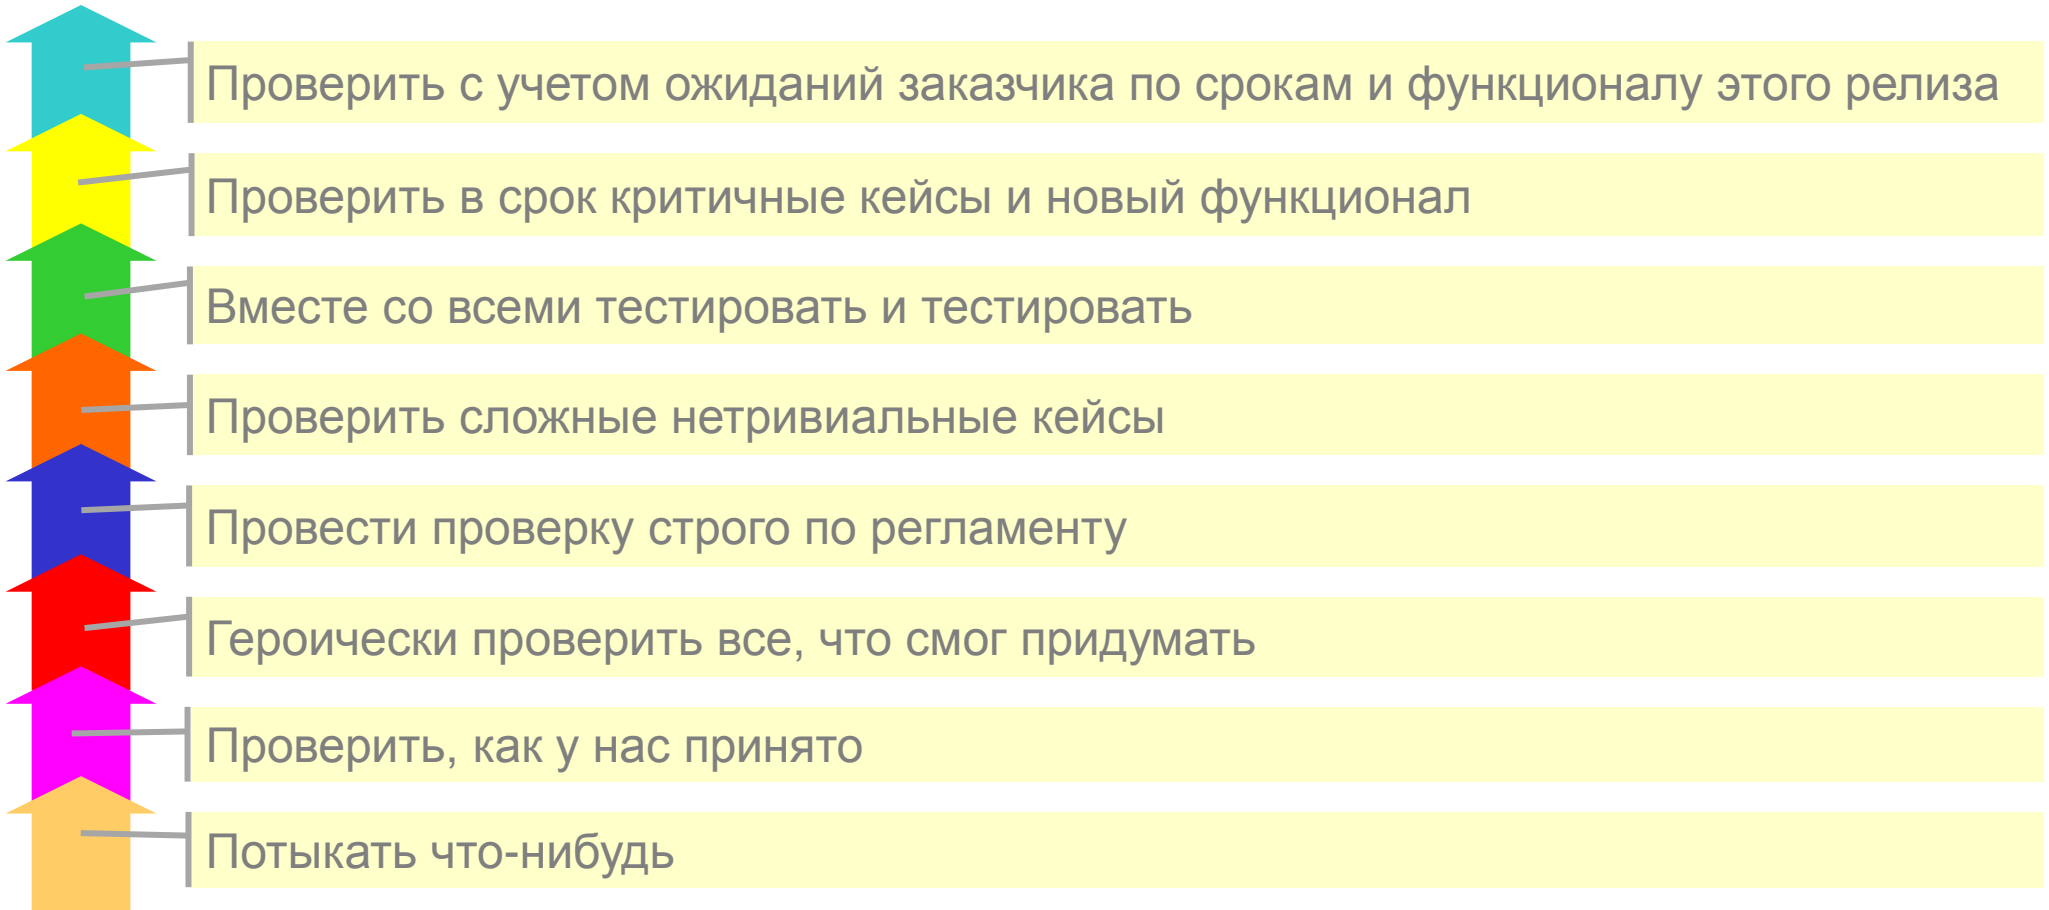 Проверить с учетом ожиданий заказчика по срокам и функционалу этого релиза
Проверить в срок критичные кейсы и новый функционал
Вместе со всеми тестировать и тестировать
Проверить сложные нетривиальные кейсы
Провести проверку строго по регламенту
Героически проверить все, что смог придумать
Проверить, как у нас принято
Потыкать что-нибудь